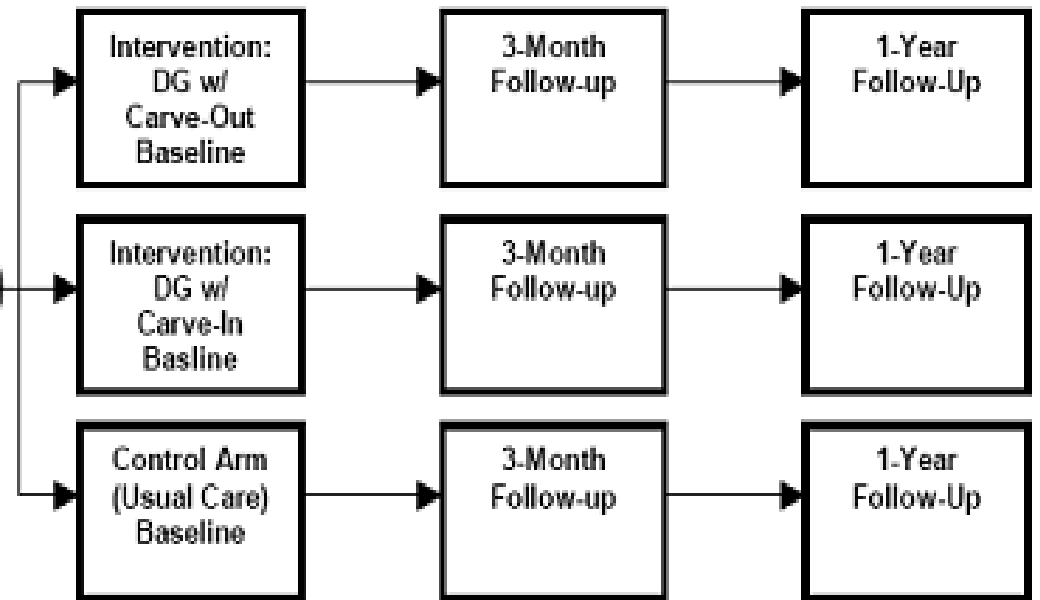 Intervention:
DG w/
Carve-Out
Baseline
3-Month
Follow-up
1-Year
Follow-Up
Intervention:
DG w/
Carve-In
Basline
3-Month
Follow-up
1-Year
Follow-Up
Control Arm
(Usual Care)
Baseline
3-Month
Follow-up
1-Year
Follow-Up